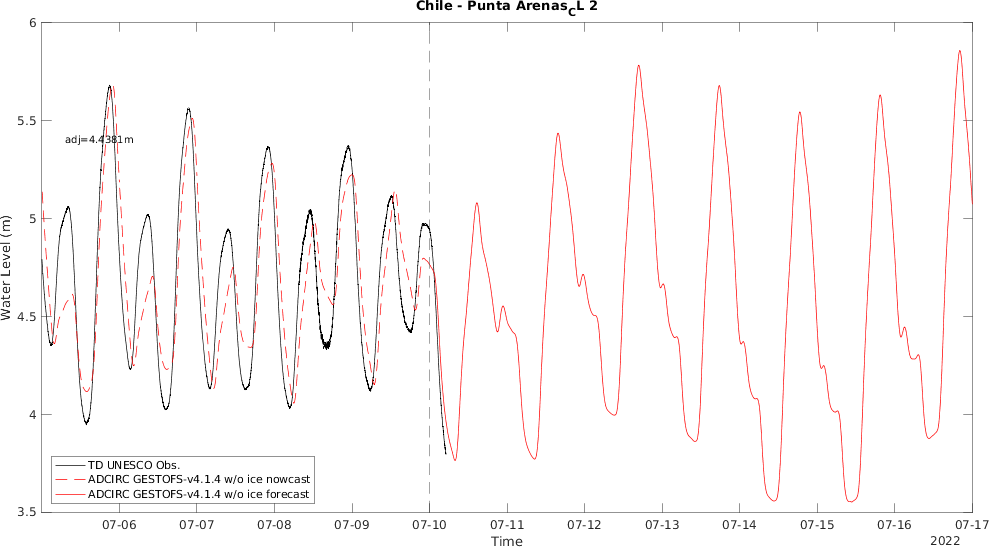 Chile - Punta ArenasCL 2
6
5.5
5
4.5
4
3.5
Water Level (m)
adj=4.4381m
TD UNESCO Obs.
ADCIRC GESTOFS-v4.1.4 w/o ice nowcast
ADCIRC GESTOFS-v4.1.4 w/o ice forecast
07-06 07-07 07-08 07-09 07-10 07-11 07-12 07-13 07-14 07-15 07-16 07-17
Time
2022